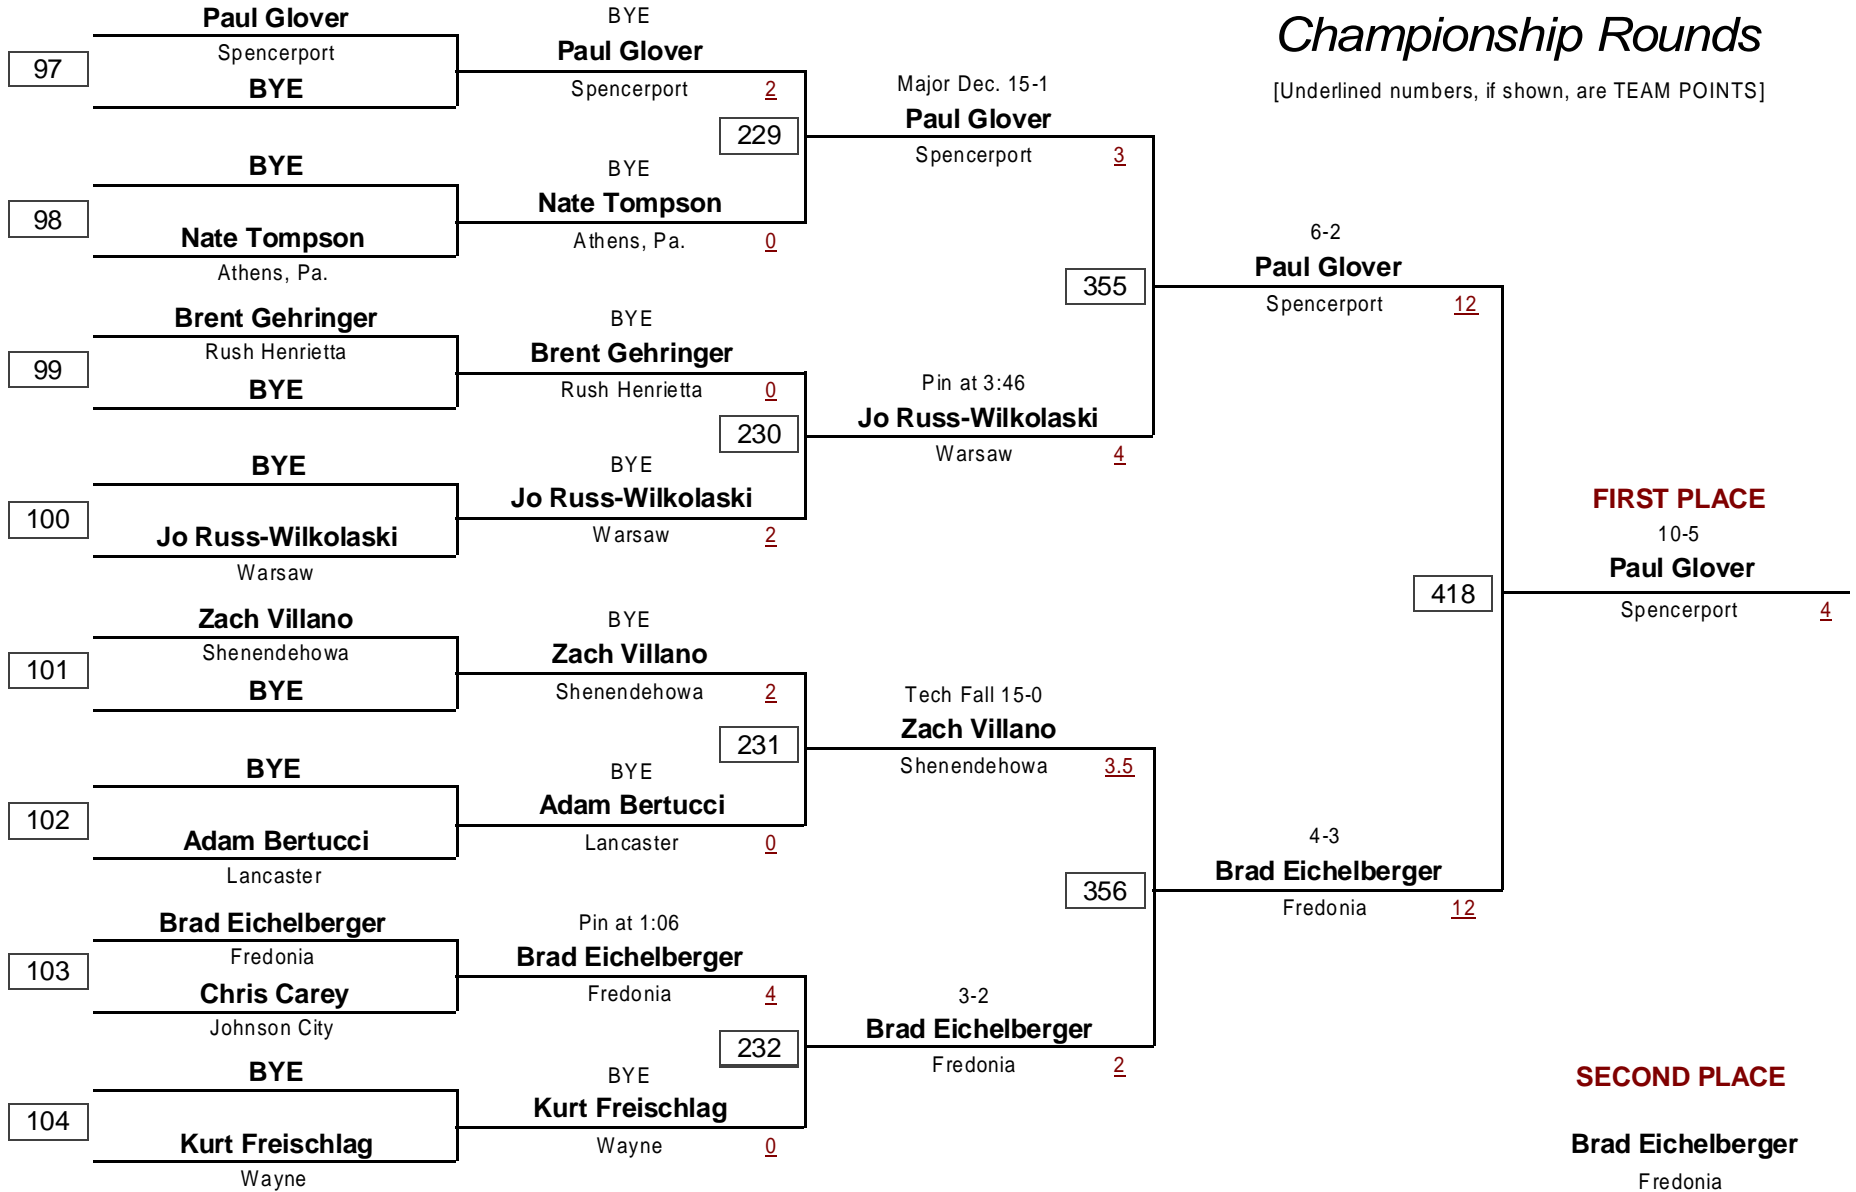 Championship Rounds
[Underlined numbers, if shown, are TEAM POINTS]
Paul Glover
Spencerport
97
BYE
BYE
98
Nate Tompson
Athens, Pa.
Brent Gehringer
Rush Henrietta
99
BYE
BYE
100
Jo Russ-Wilkolaski
Warsaw
Zach Villano
Shenendehowa
101
BYE
BYE
102
Adam Bertucci
Lancaster
Brad Eichelberger
Fredonia
103
Chris Carey
Johnson City
BYE
104
Kurt Freischlag
Wayne
BYE
Paul Glover
Spencerport 2
229
BYE
Nate Tompson
Athens, Pa. 0
BYE
Brent Gehringer
Rush Henrietta 0
230
BYE
Jo Russ-Wilkolaski
Warsaw 2
BYE
Zach Villano
Shenendehowa 2
231
BYE
Adam Bertucci
Lancaster 0
Pin at 1:06
Brad Eichelberger
Fredonia 4
232
BYE
Kurt Freischlag
Wayne 0
Major Dec. 15-1
Paul Glover
Spencerport 3
355
Pin at 3:46
Jo Russ-Wilkolaski
Warsaw 4
Tech Fall 15-0
Zach Villano
Shenendehowa 3.5
356
3-2
Brad Eichelberger
Fredonia 2
6-2
Paul Glover
Spencerport 12
418
4-3
Brad Eichelberger
Fredonia 12
FIRST PLACE
10-5
Paul Glover
Spencerport 4
SECOND PLACE
Brad Eichelberger
Fredonia